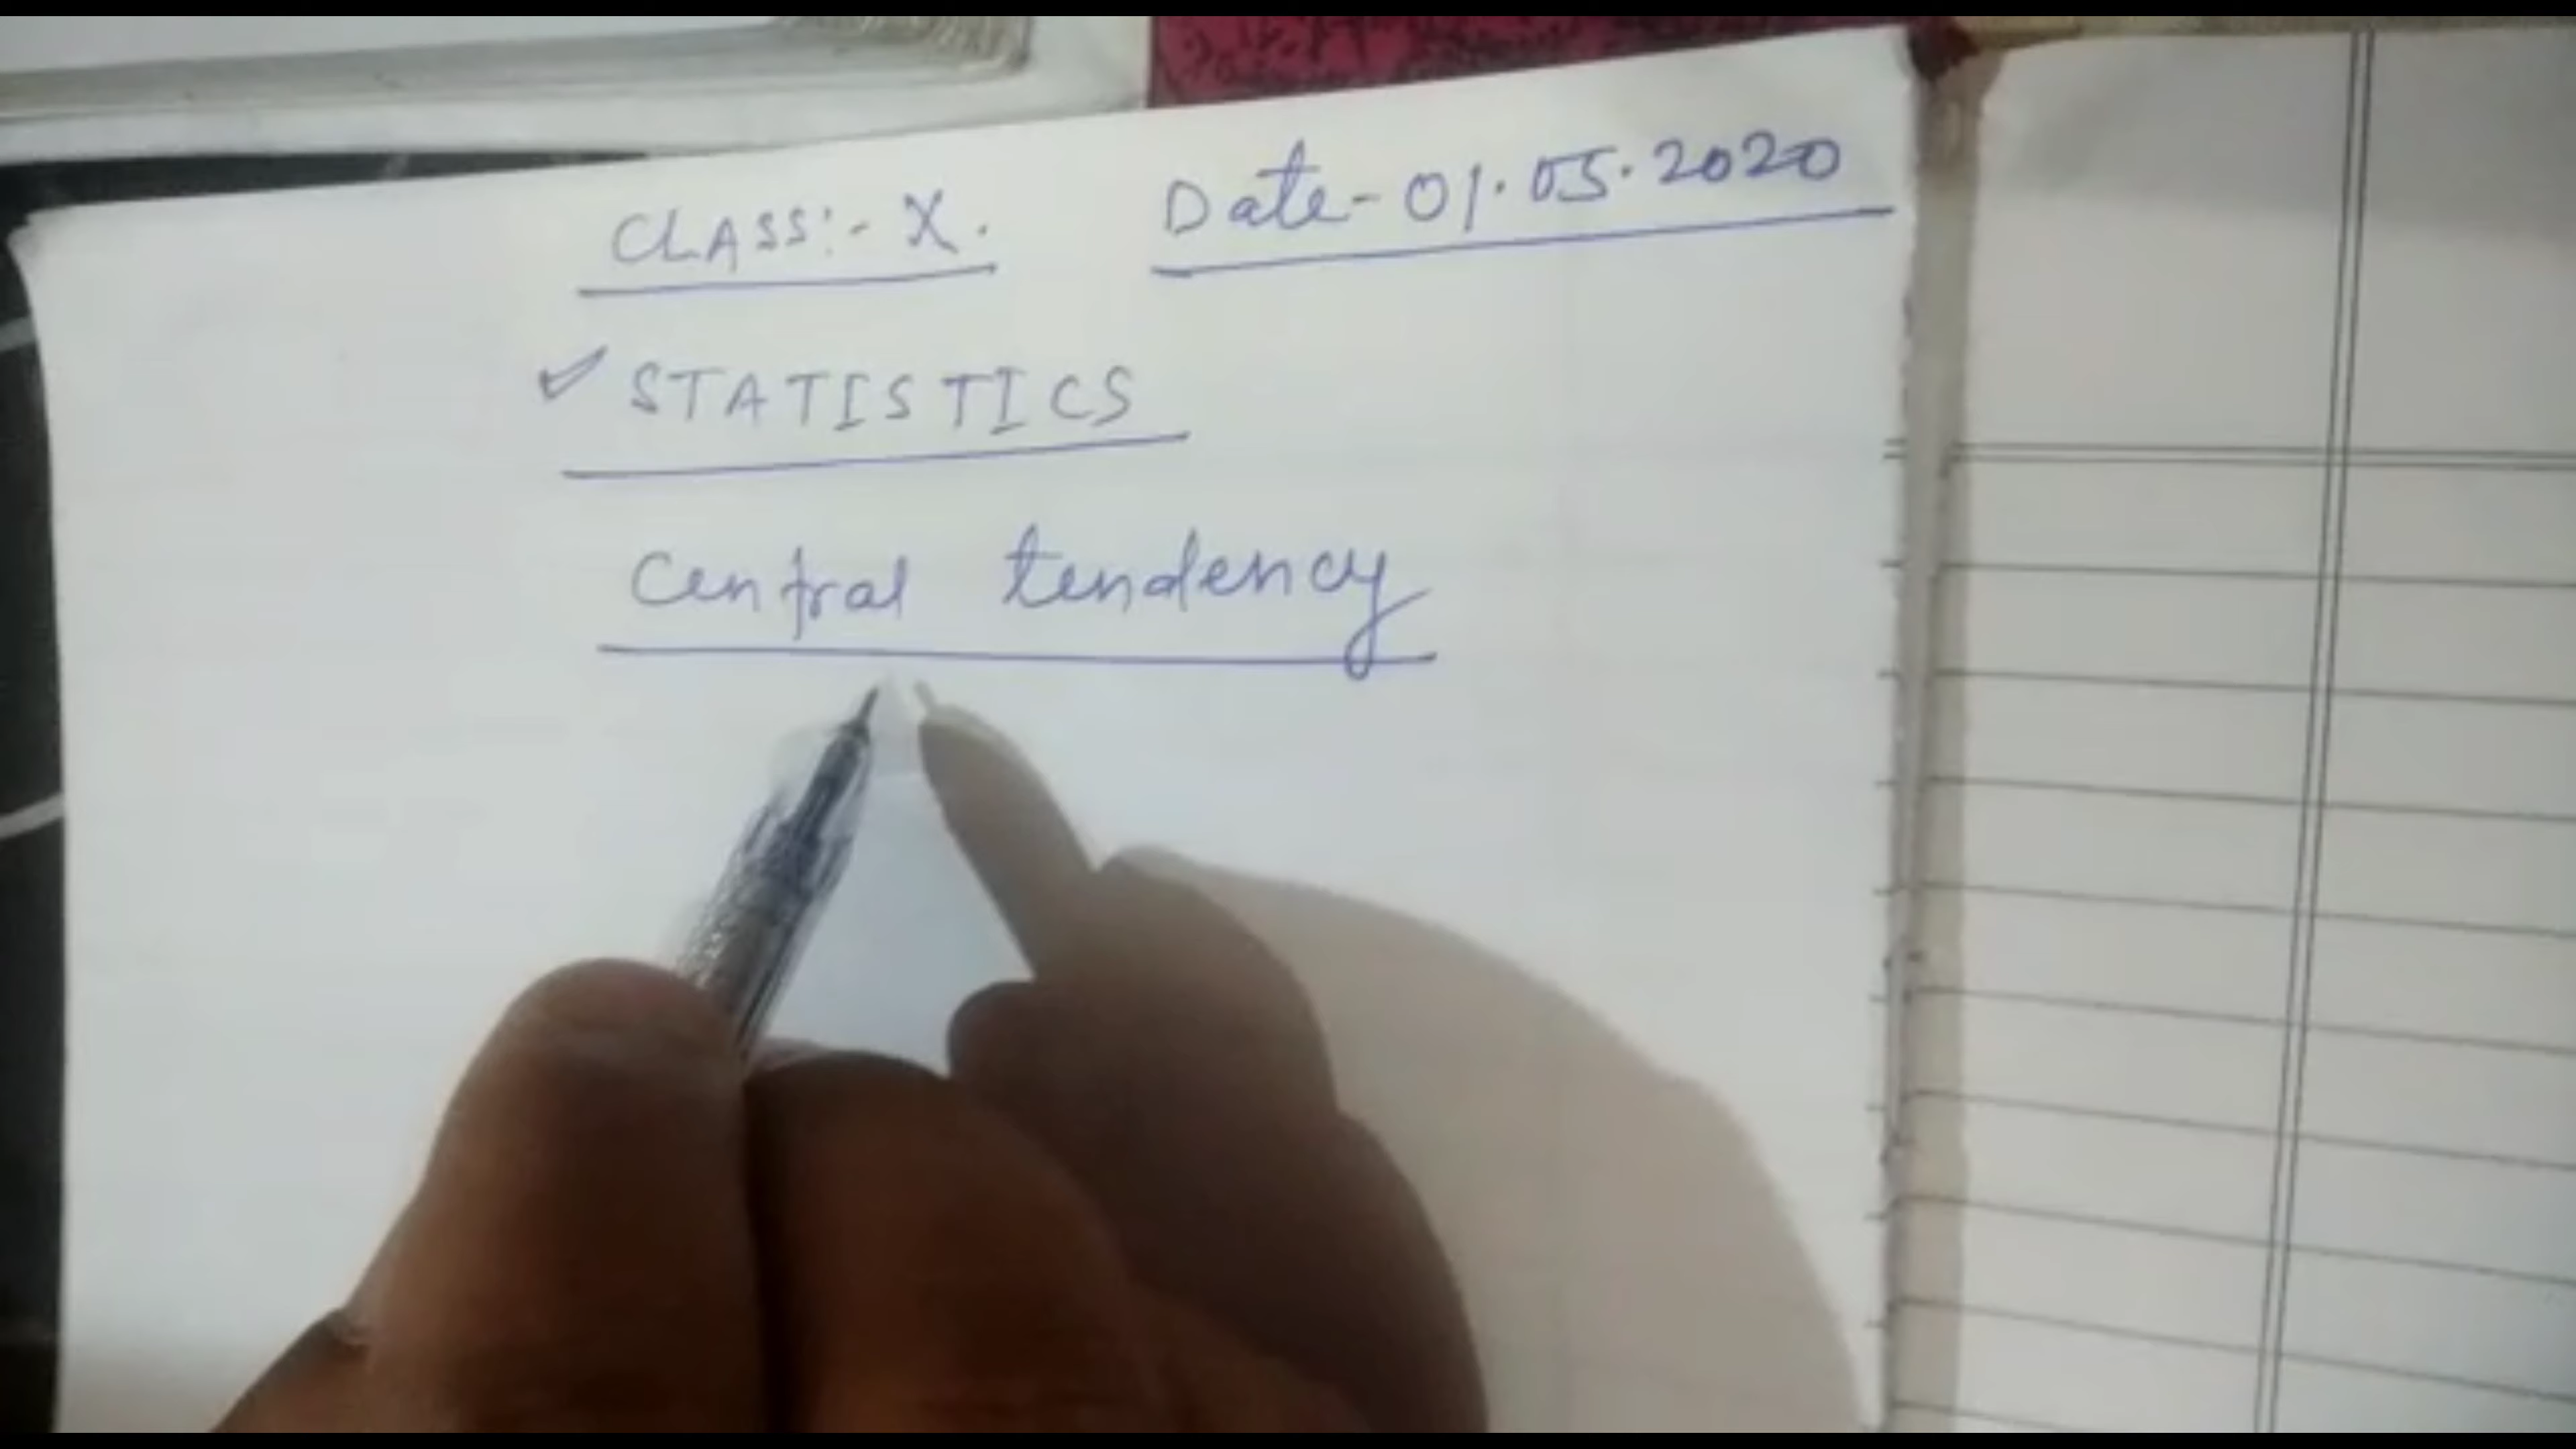 CLASS:- X. Date- 01.05.2020
✓ STATISTICS
Central tendency